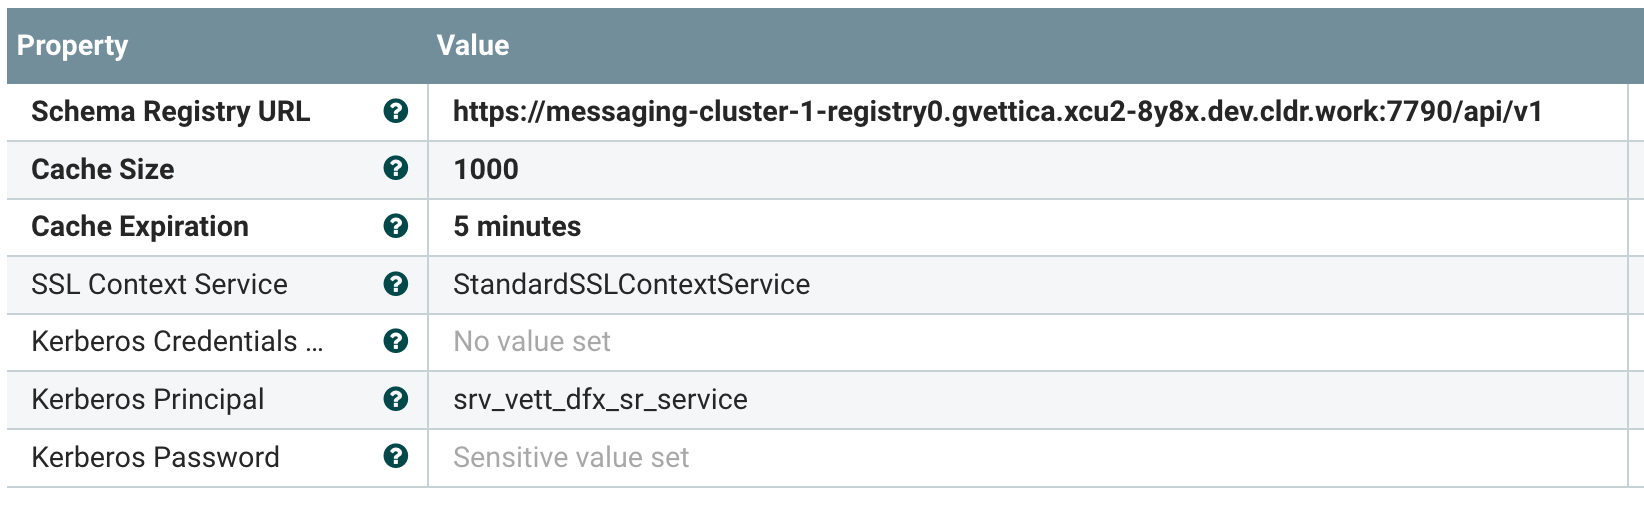 Property Value
Schema Registry URL ? https://messaging-cluster-1-registry0.gvettica.xcu2-8y8x.dev.cldr.work:7790/api/v1
Cache Size ? 1000
Cache Expiration ? 5 minutes
SSL Context Service ? StandardSSLContextService
Kerberos Credentials ... ? No value set
Kerberos Principal ? srv_vett_dfx_sr_service
Kerberos Password ? Sensitive value set